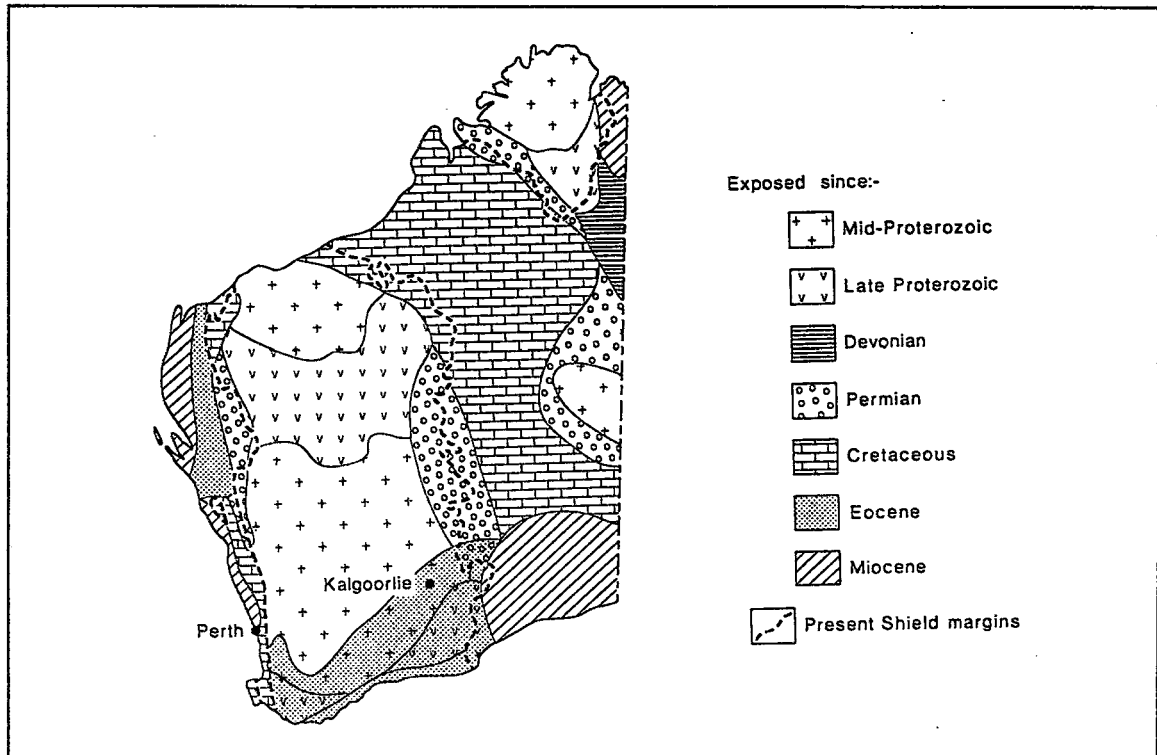 Exposed since:-
Mid-Proterozoic
Late Proterozoic
Devonian
Permian
Cretaceous
Eocene
Miocene
Present Shield margins
Kalgoorlie
Perth